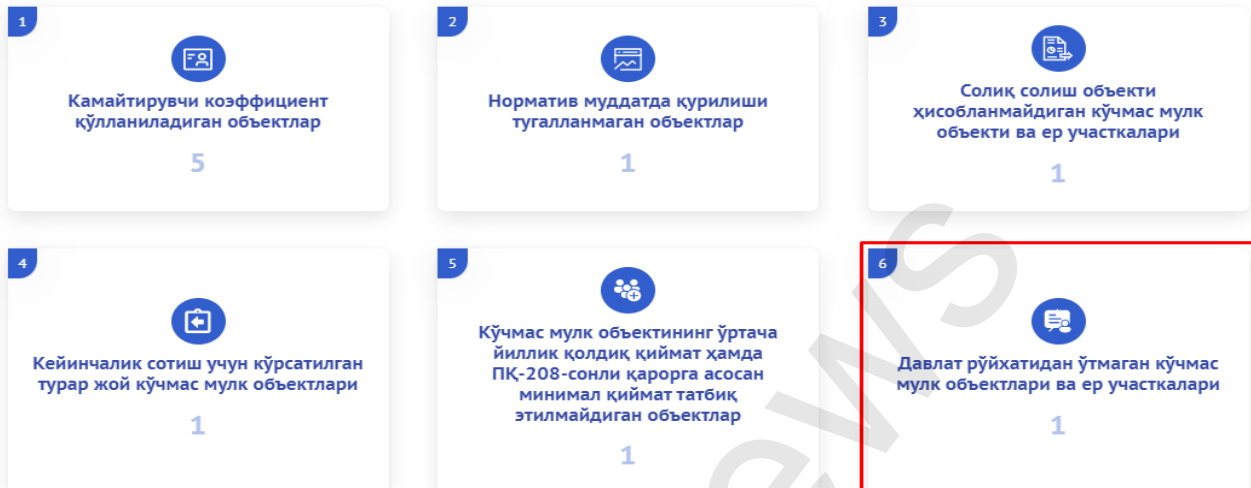 1
Камайтирувчи коэффициент
қўлланиладиган объектлар
5
2
Норматив муддатда қурилиши
тугалланмаган объектлар
1
3
Солиқ солиш объекти
ҳисобланмайдиган кўчмас мулк
объекти ва ер участкалари
1
4
Кейинчалик сотиш учун кўрсатилган
турар жой кўчмас мулк объектлари
1
5
Кўчмас мулк объектининг ўртача
йиллик қолдиқ қиймат ҳамда
ПҚ-208-сонли қарорга асосан
минимал қиймат татбиқ
этилмайдиган объектлар
1
6
Давлат рўйхатидан ўтмаган кўчмас
мулк объектлари ва ер участкалари
1
ews